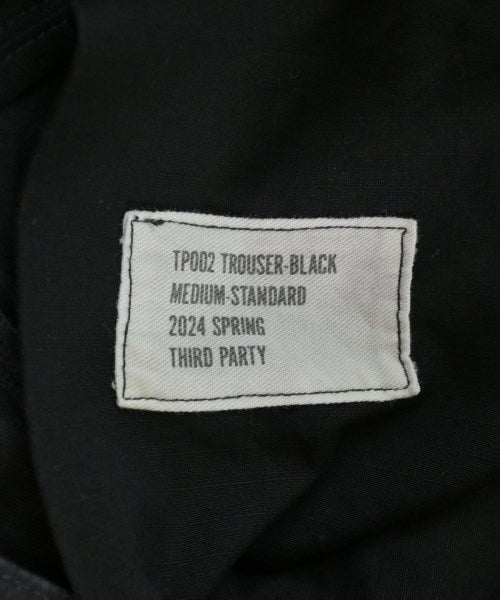 TP002 TROUSER-BLACK
MEDIUM-STANDARD
2024 SPRING
THIRD PARTY